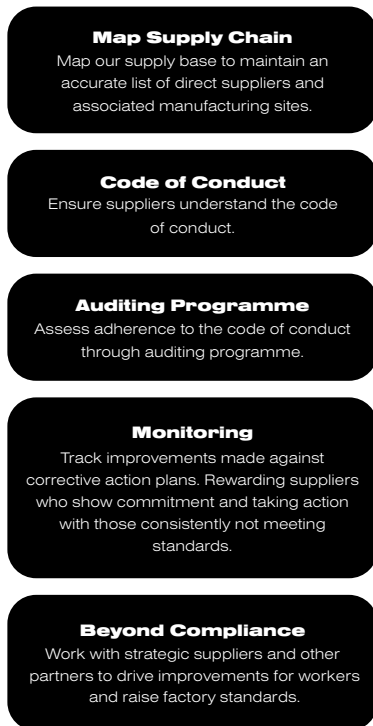 Map Supply Chain
Map our supply base to maintain an
accurate list of direct suppliers and
associated manufacturing sites.
Code of Conduct
Ensure suppliers understand the code
of conduct.
Auditing Programme
Assess adherence to the code of conduct
through auditing programme.
Monitoring
Track improvements made against
corrective action plans. Rewarding suppliers
who show commitment and taking action
with those consistently not meeting
standards.
Beyond Compliance
Work with strategic suppliers and other
partners to drive improvements for workers
and raise factory standards.